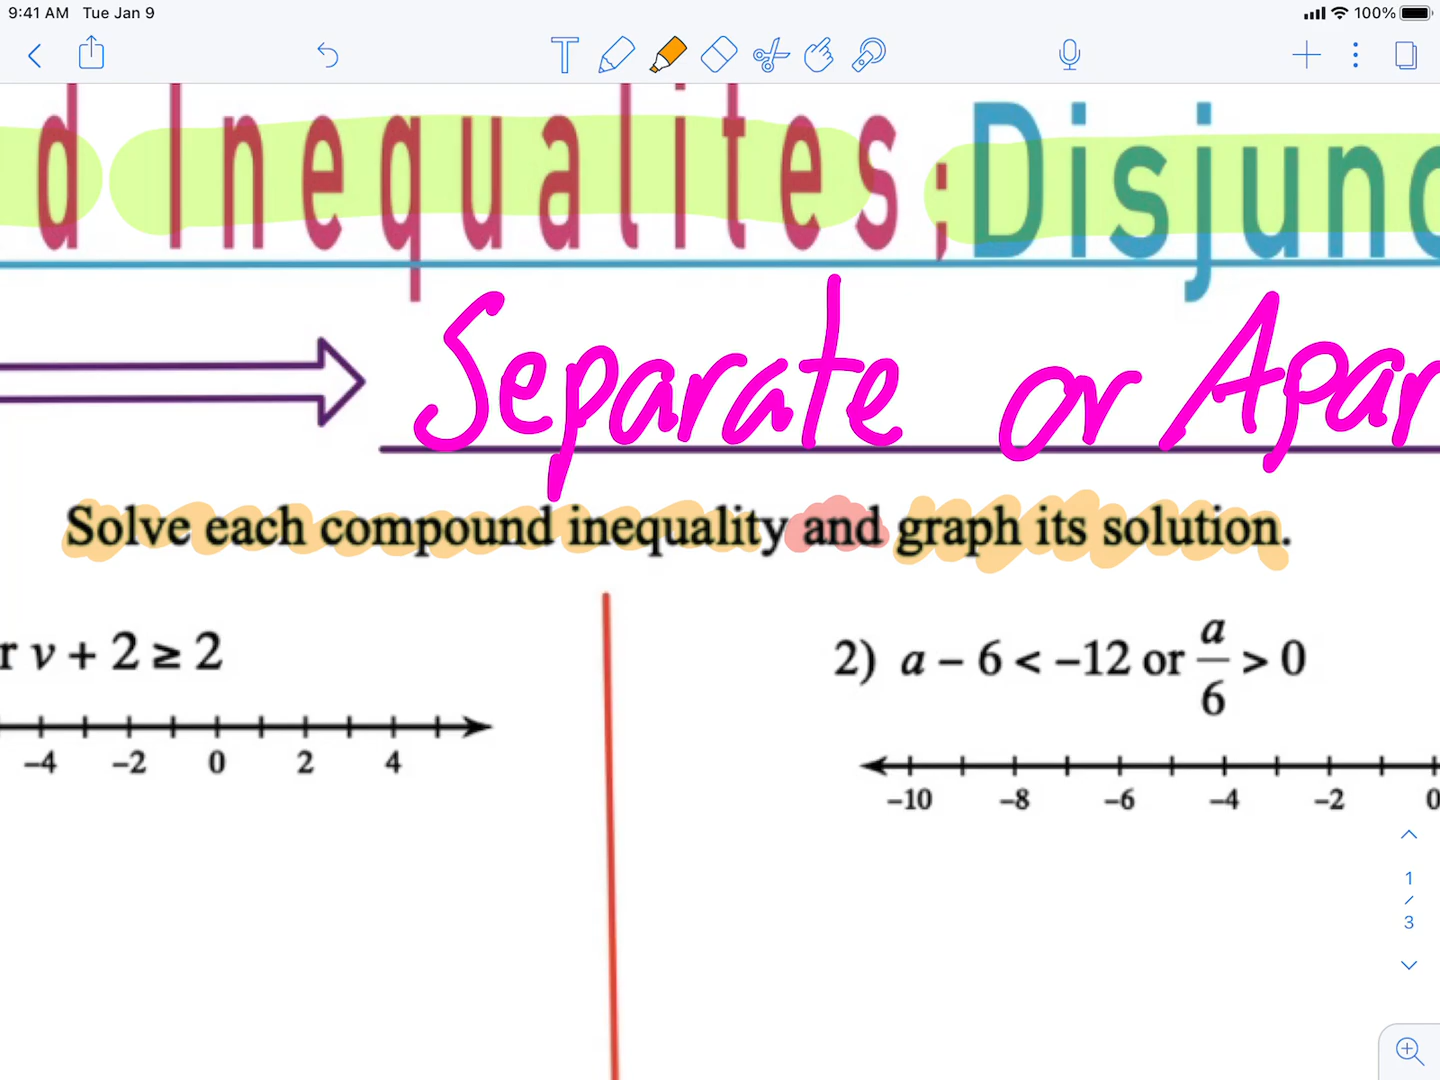 9:41 AM Tue Jan 9
100%
d Inequalites; Disjunc
Separate or Apar
Solve each compound inequality and graph its solution.
r v + 2 ≥ 2
2) a − 6 < −12 or a/6 > 0
−4 −2 0 2 4
−10 −8 −6 −4 −2 0
1
/
3